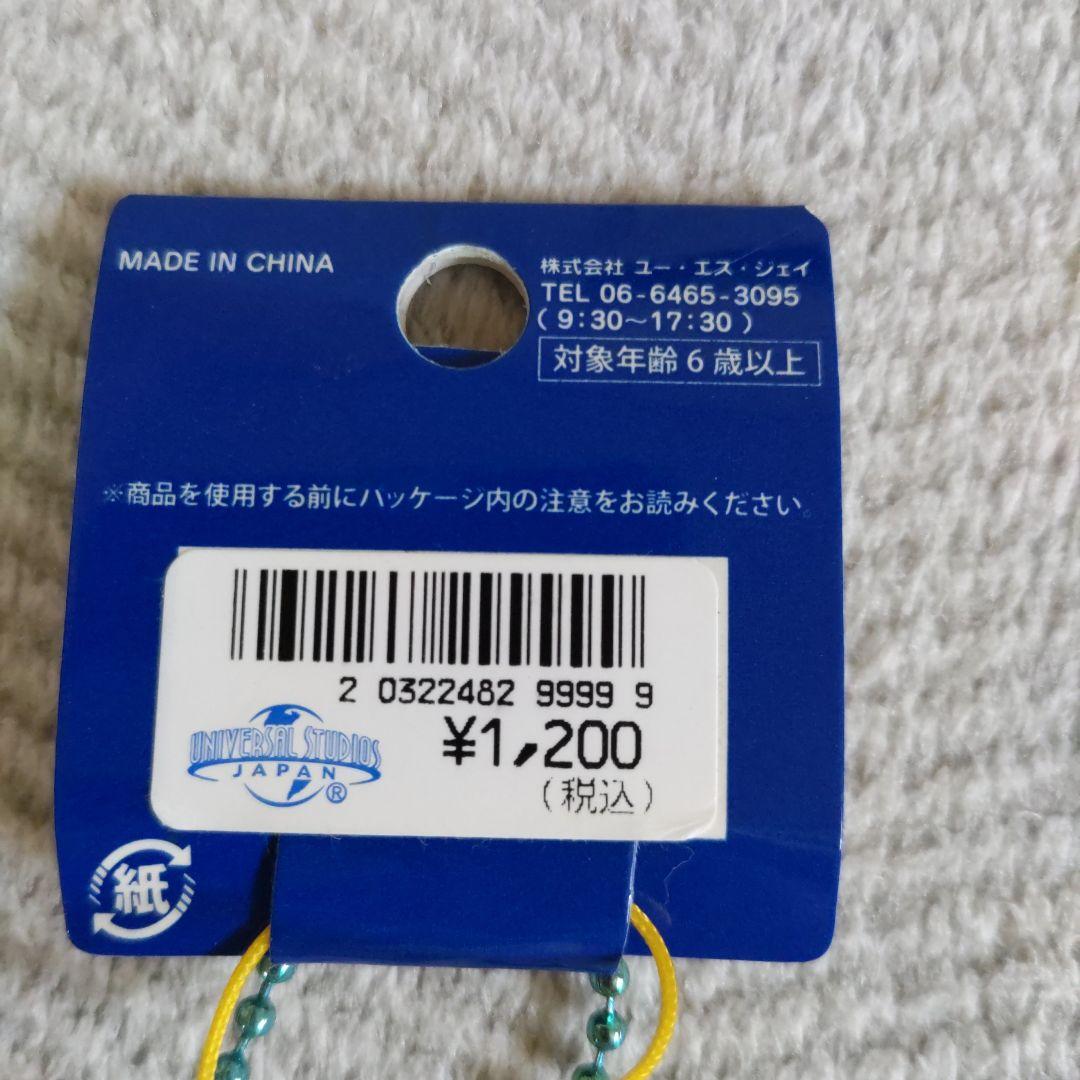 MADE IN CHINA
株式会社 ユー・エス・ジェイ
TEL 06-6465-3095
(9:30～17:30)
対象年齢6歳以上
※商品を使用する前にパッケージ内の注意をお読みください。
2 0322482 9999 9
¥1,200
(税込)
UNIVERSAL STUDIOS
JAPAN ®
紙